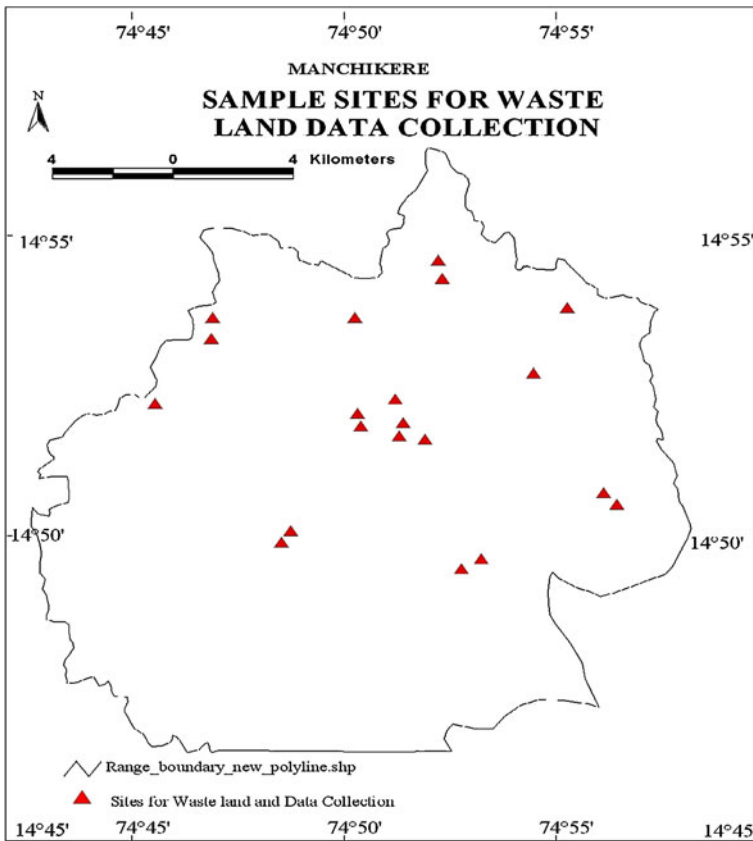 74°45' 74°50' 74°55'
MANCHIKERE
SAMPLE SITES FOR WASTE
LAND DATA COLLECTION
N
4 0 4 Kilometers
14°55' 14°55'
14°50' 14°50'
Range_boundary_new_polyline.shp
Sites for Waste land and Data Collection
14°45' 74°45' 74°50' 74°55' 14°45'